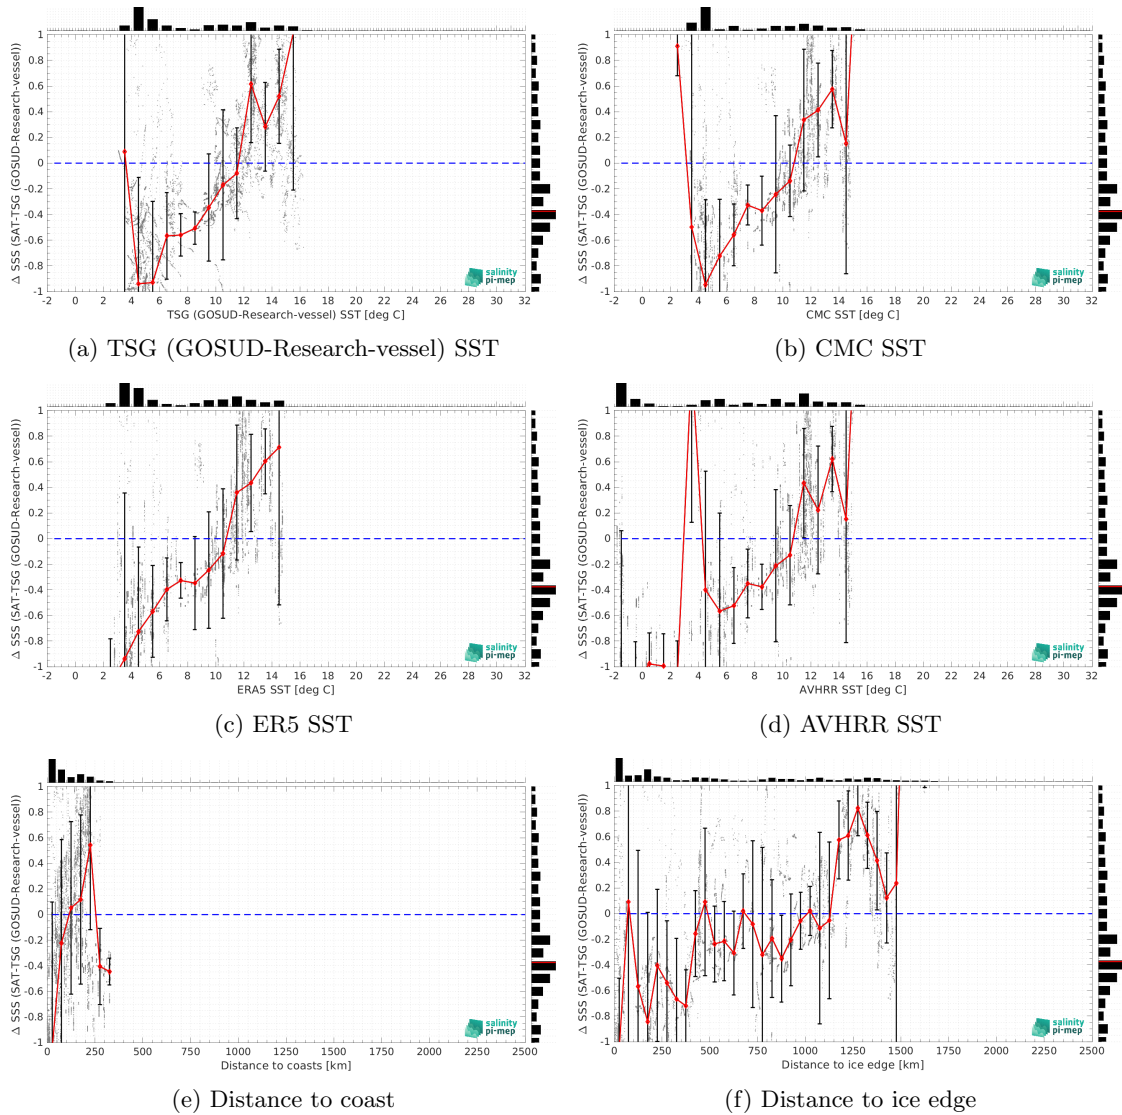 Δ SSS (SAT-TSG (GOSUD-Research-vessel))
1
0.8
0.6
0.4
0.2
0
-0.2
-0.4
-0.6
-0.8
-1
salinity
pi-mep
-2 0 2 4 6 8 10 12 14 16 18 20 22 24 26 28 30 32
TSG (GOSUD-Research-vessel) SST [deg C]
(a) TSG (GOSUD-Research-vessel) SST
Δ SSS (SAT-TSG (GOSUD-Research-vessel))
1
0.8
0.6
0.4
0.2
0
-0.2
-0.4
-0.6
-0.8
-1
salinity
pi-mep
-2 0 2 4 6 8 10 12 14 16 18 20 22 24 26 28 30 32
CMC SST [deg C]
(b) CMC SST
Δ SSS (SAT-TSG (GOSUD-Research-vessel))
1
0.8
0.6
0.4
0.2
0
-0.2
-0.4
-0.6
-0.8
-1
salinity
pi-mep
-2 0 2 4 6 8 10 12 14 16 18 20 22 24 26 28 30 32
ERA5 SST [deg C]
(c) ER5 SST
Δ SSS (SAT-TSG (GOSUD-Research-vessel))
1
0.8
0.6
0.4
0.2
0
-0.2
-0.4
-0.6
-0.8
-1
salinity
pi-mep
-2 0 2 4 6 8 10 12 14 16 18 20 22 24 26 28 30 32
AVHRR SST [deg C]
(d) AVHRR SST
Δ SSS (SAT-TSG (GOSUD-Research-vessel))
1
0.8
0.6
0.4
0.2
0
-0.2
-0.4
-0.6
-0.8
-1
salinity
pi-mep
0 250 500 750 1000 1250 1500 1750 2000 2250 2500
Distance to coasts [km]
(e) Distance to coast
Δ SSS (SAT-TSG (GOSUD-Research-vessel))
1
0.8
0.6
0.4
0.2
0
-0.2
-0.4
-0.6
-0.8
-1
salinity
pi-mep
0 250 500 750 1000 1250 1500 1750 2000 2250 2500
Distance to ice edge [km]
(f) Distance to ice edge